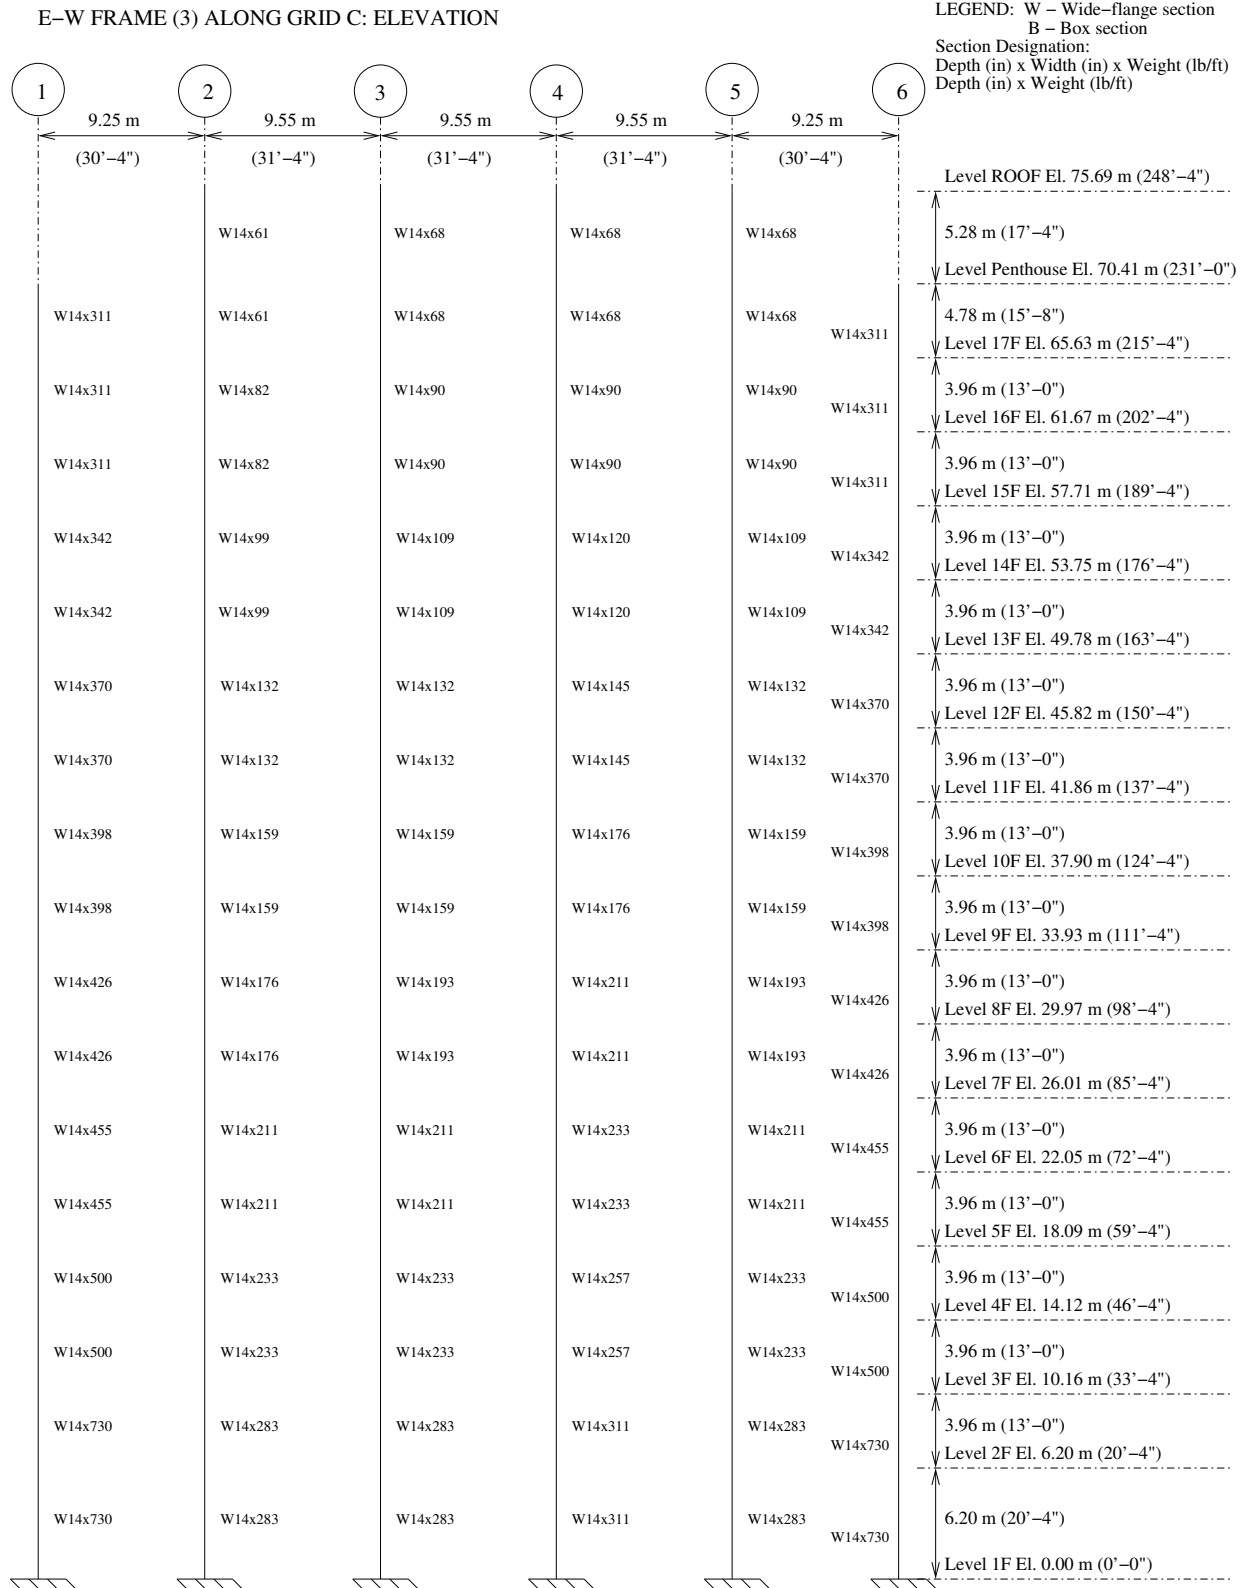 E−W FRAME (3) ALONG GRID C: ELEVATION
LEGEND: W − Wide−flange section
B − Box section
Section Designation:
Depth (in) x Width (in) x Weight (lb/ft)
Depth (in) x Weight (lb/ft)
1 2 3 4 5 6
9.25 m 9.55 m 9.55 m 9.55 m 9.25 m
(30’−4") (31’−4") (31’−4") (31’−4") (30’−4")
Level ROOF El. 75.69 m (248’−4")
W14x61 W14x68 W14x68 W14x68 5.28 m (17’−4")
Level Penthouse El. 70.41 m (231’−0")
W14x311 W14x61 W14x68 W14x68 W14x68 4.78 m (15’−8")
W14x311 Level 17F El. 65.63 m (215’−4")
W14x311 W14x82 W14x90 W14x90 W14x90 3.96 m (13’−0")
W14x311 Level 16F El. 61.67 m (202’−4")
W14x311 W14x82 W14x90 W14x90 W14x90 3.96 m (13’−0")
W14x311 Level 15F El. 57.71 m (189’−4")
W14x342 W14x99 W14x109 W14x120 W14x109 3.96 m (13’−0")
W14x342 Level 14F El. 53.75 m (176’−4")
W14x342 W14x99 W14x109 W14x120 W14x109 3.96 m (13’−0")
W14x342 Level 13F El. 49.78 m (163’−4")
W14x370 W14x132 W14x132 W14x145 W14x132 3.96 m (13’−0")
W14x370 Level 12F El. 45.82 m (150’−4")
W14x370 W14x132 W14x132 W14x145 W14x132 3.96 m (13’−0")
W14x370 Level 11F El. 41.86 m (137’−4")
W14x398 W14x159 W14x159 W14x176 W14x159 3.96 m (13’−0")
W14x398 Level 10F El. 37.90 m (124’−4")
W14x398 W14x159 W14x159 W14x176 W14x159 3.96 m (13’−0")
W14x398 Level 9F El. 33.93 m (111’−4")
W14x426 W14x176 W14x193 W14x211 W14x193 3.96 m (13’−0")
W14x426 Level 8F El. 29.97 m (98’−4")
W14x426 W14x176 W14x193 W14x211 W14x193 3.96 m (13’−0")
W14x426 Level 7F El. 26.01 m (85’−4")
W14x455 W14x211 W14x211 W14x233 W14x211 3.96 m (13’−0")
W14x455 Level 6F El. 22.05 m (72’−4")
W14x455 W14x211 W14x211 W14x233 W14x211 3.96 m (13’−0")
W14x455 Level 5F El. 18.09 m (59’−4")
W14x500 W14x233 W14x233 W14x257 W14x233 3.96 m (13’−0")
W14x500 Level 4F El. 14.12 m (46’−4")
W14x500 W14x233 W14x233 W14x257 W14x233 3.96 m (13’−0")
W14x500 Level 3F El. 10.16 m (33’−4")
W14x730 W14x283 W14x283 W14x311 W14x283 3.96 m (13’−0")
W14x730 Level 2F El. 6.20 m (20’−4")
W14x730 W14x283 W14x283 W14x311 W14x283 6.20 m (20’−4")
W14x730
Level 1F El. 0.00 m (0’−0")